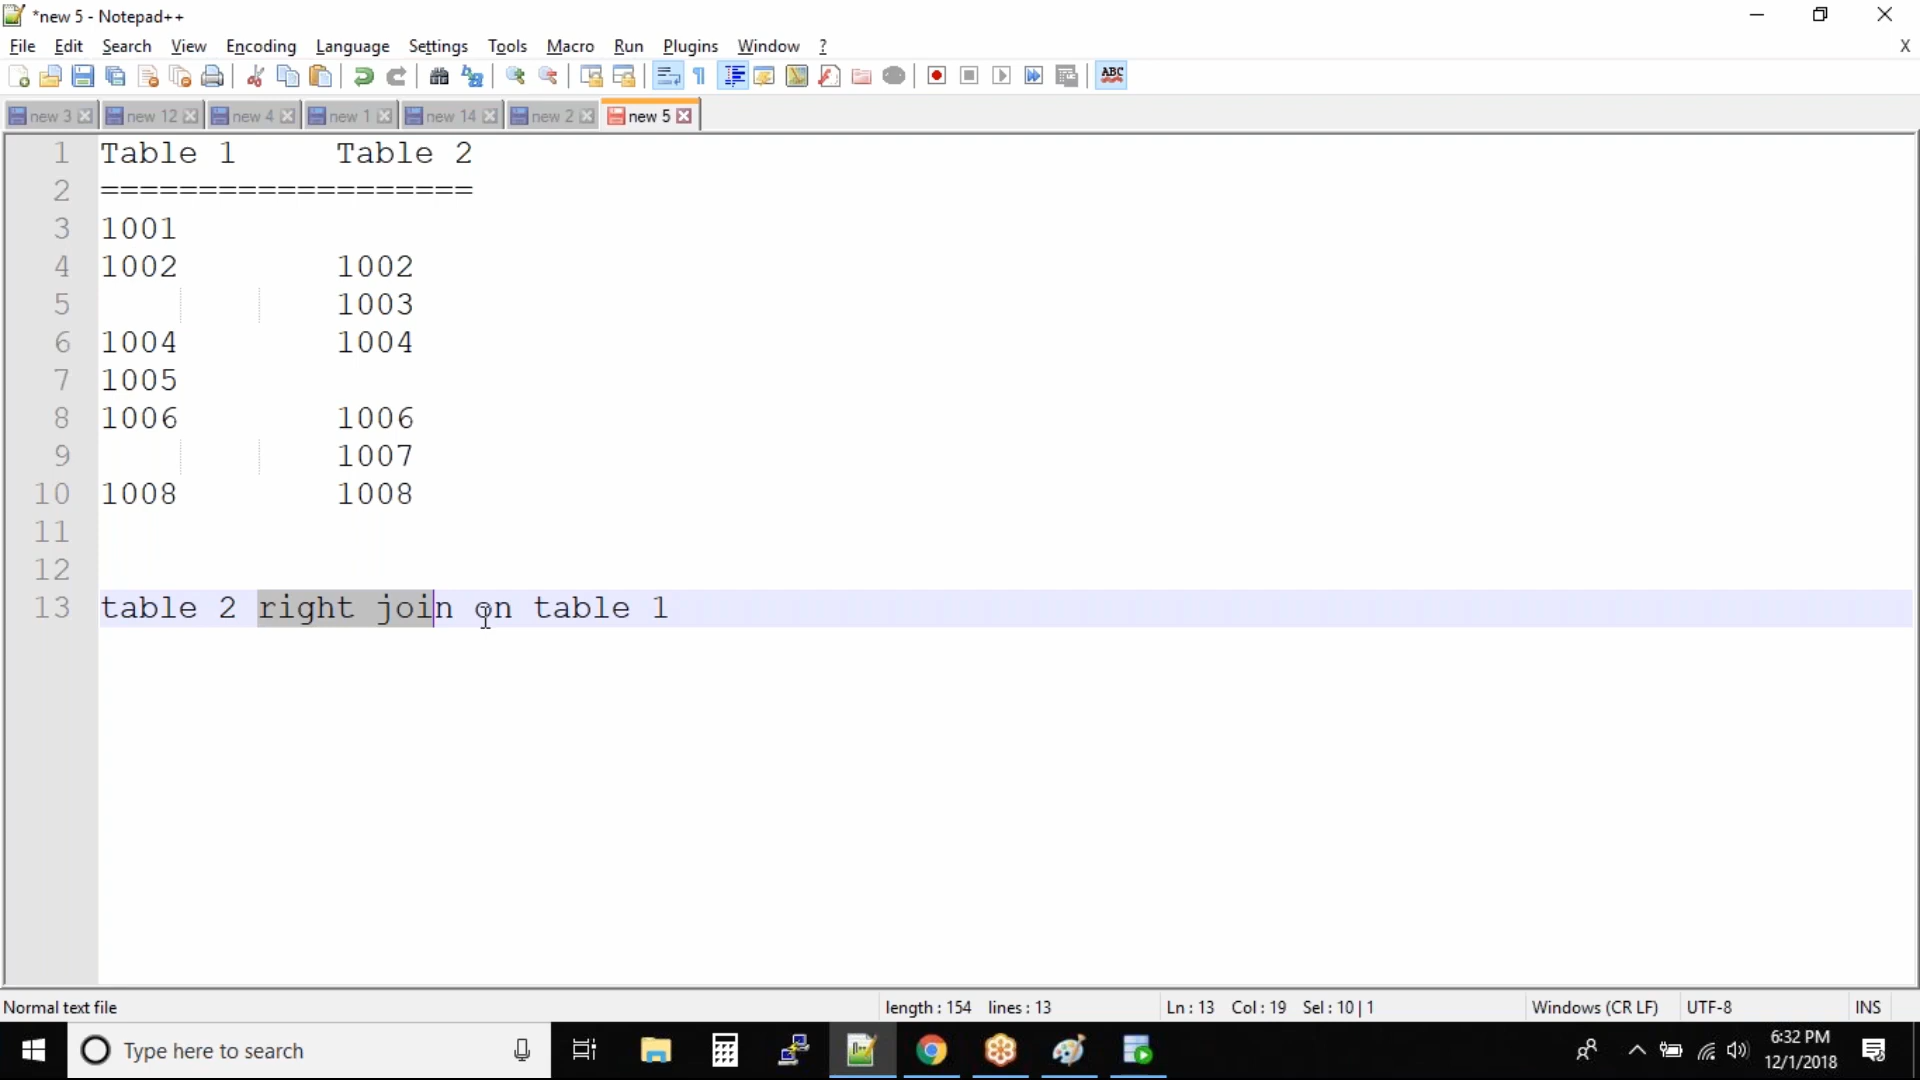 *new 5 - Notepad++
File Edit Search View Encoding Language Settings Tools Macro Run Plugins Window ? X
ABC
new 3 new 12 new 4 new 1 new 14 new 2 new 5
1 Table 1 Table 2
2 ===================
3 1001
4 1002 1002
5 1003
6 1004 1004
7 1005
8 1006 1006
9 1007
10 1008 1008
11
12
13 table 2 right join on table 1
Normal text file length : 154 lines : 13 Ln : 13 Col : 19 Sel : 10 | 1 Windows (CR LF) UTF-8 INS
Type here to search
6:32 PM
12/1/2018